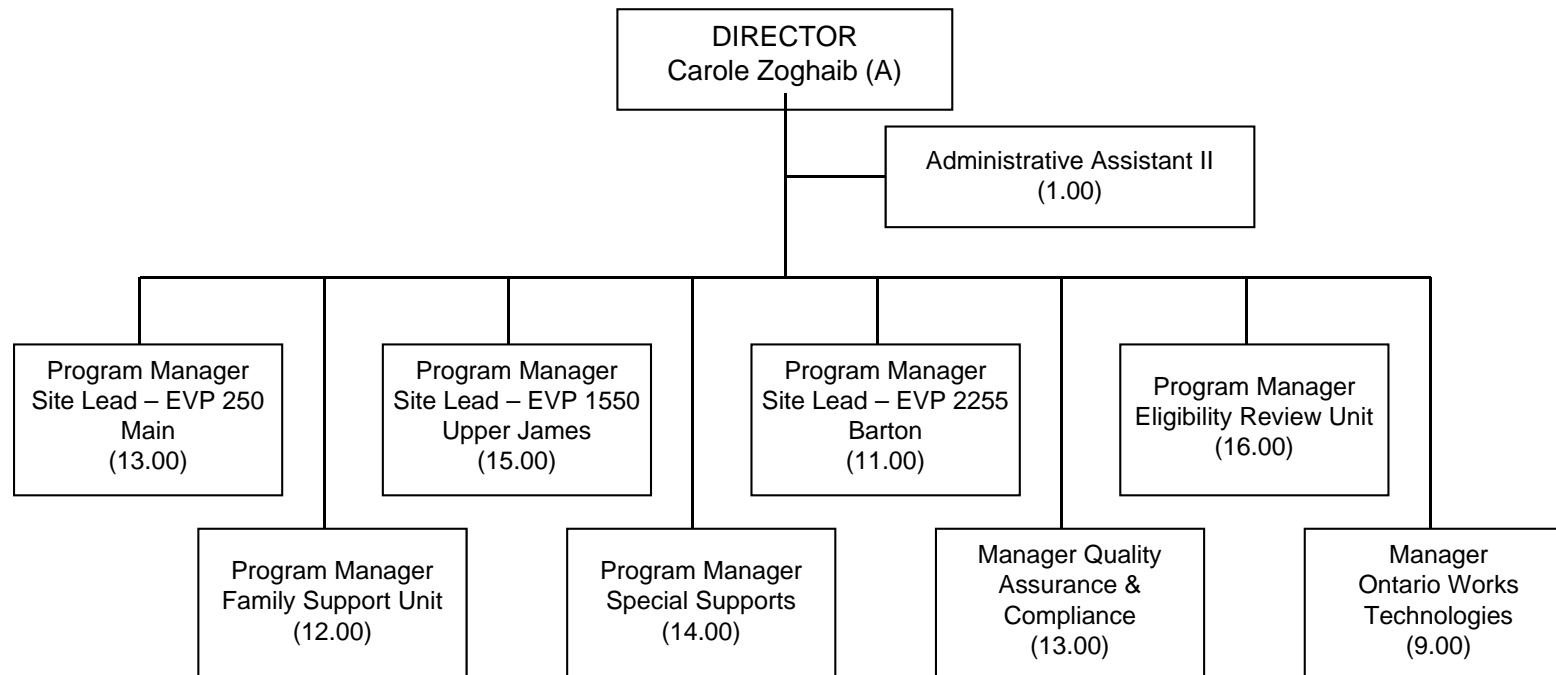 DIRECTOR
Carole Zoghaib (A)
Administrative Assistant II
(1.00)
Program Manager
Site Lead – EVP 250
Main
(13.00)
Program Manager
Site Lead – EVP 1550
Upper James
(15.00)
Program Manager
Site Lead – EVP 2255
Barton
(11.00)
Program Manager
Eligibility Review Unit
(16.00)
Program Manager
Family Support Unit
(12.00)
Program Manager
Special Supports
(14.00)
Manager Quality
Assurance &
Compliance
(13.00)
Manager
Ontario Works
Technologies
(9.00)